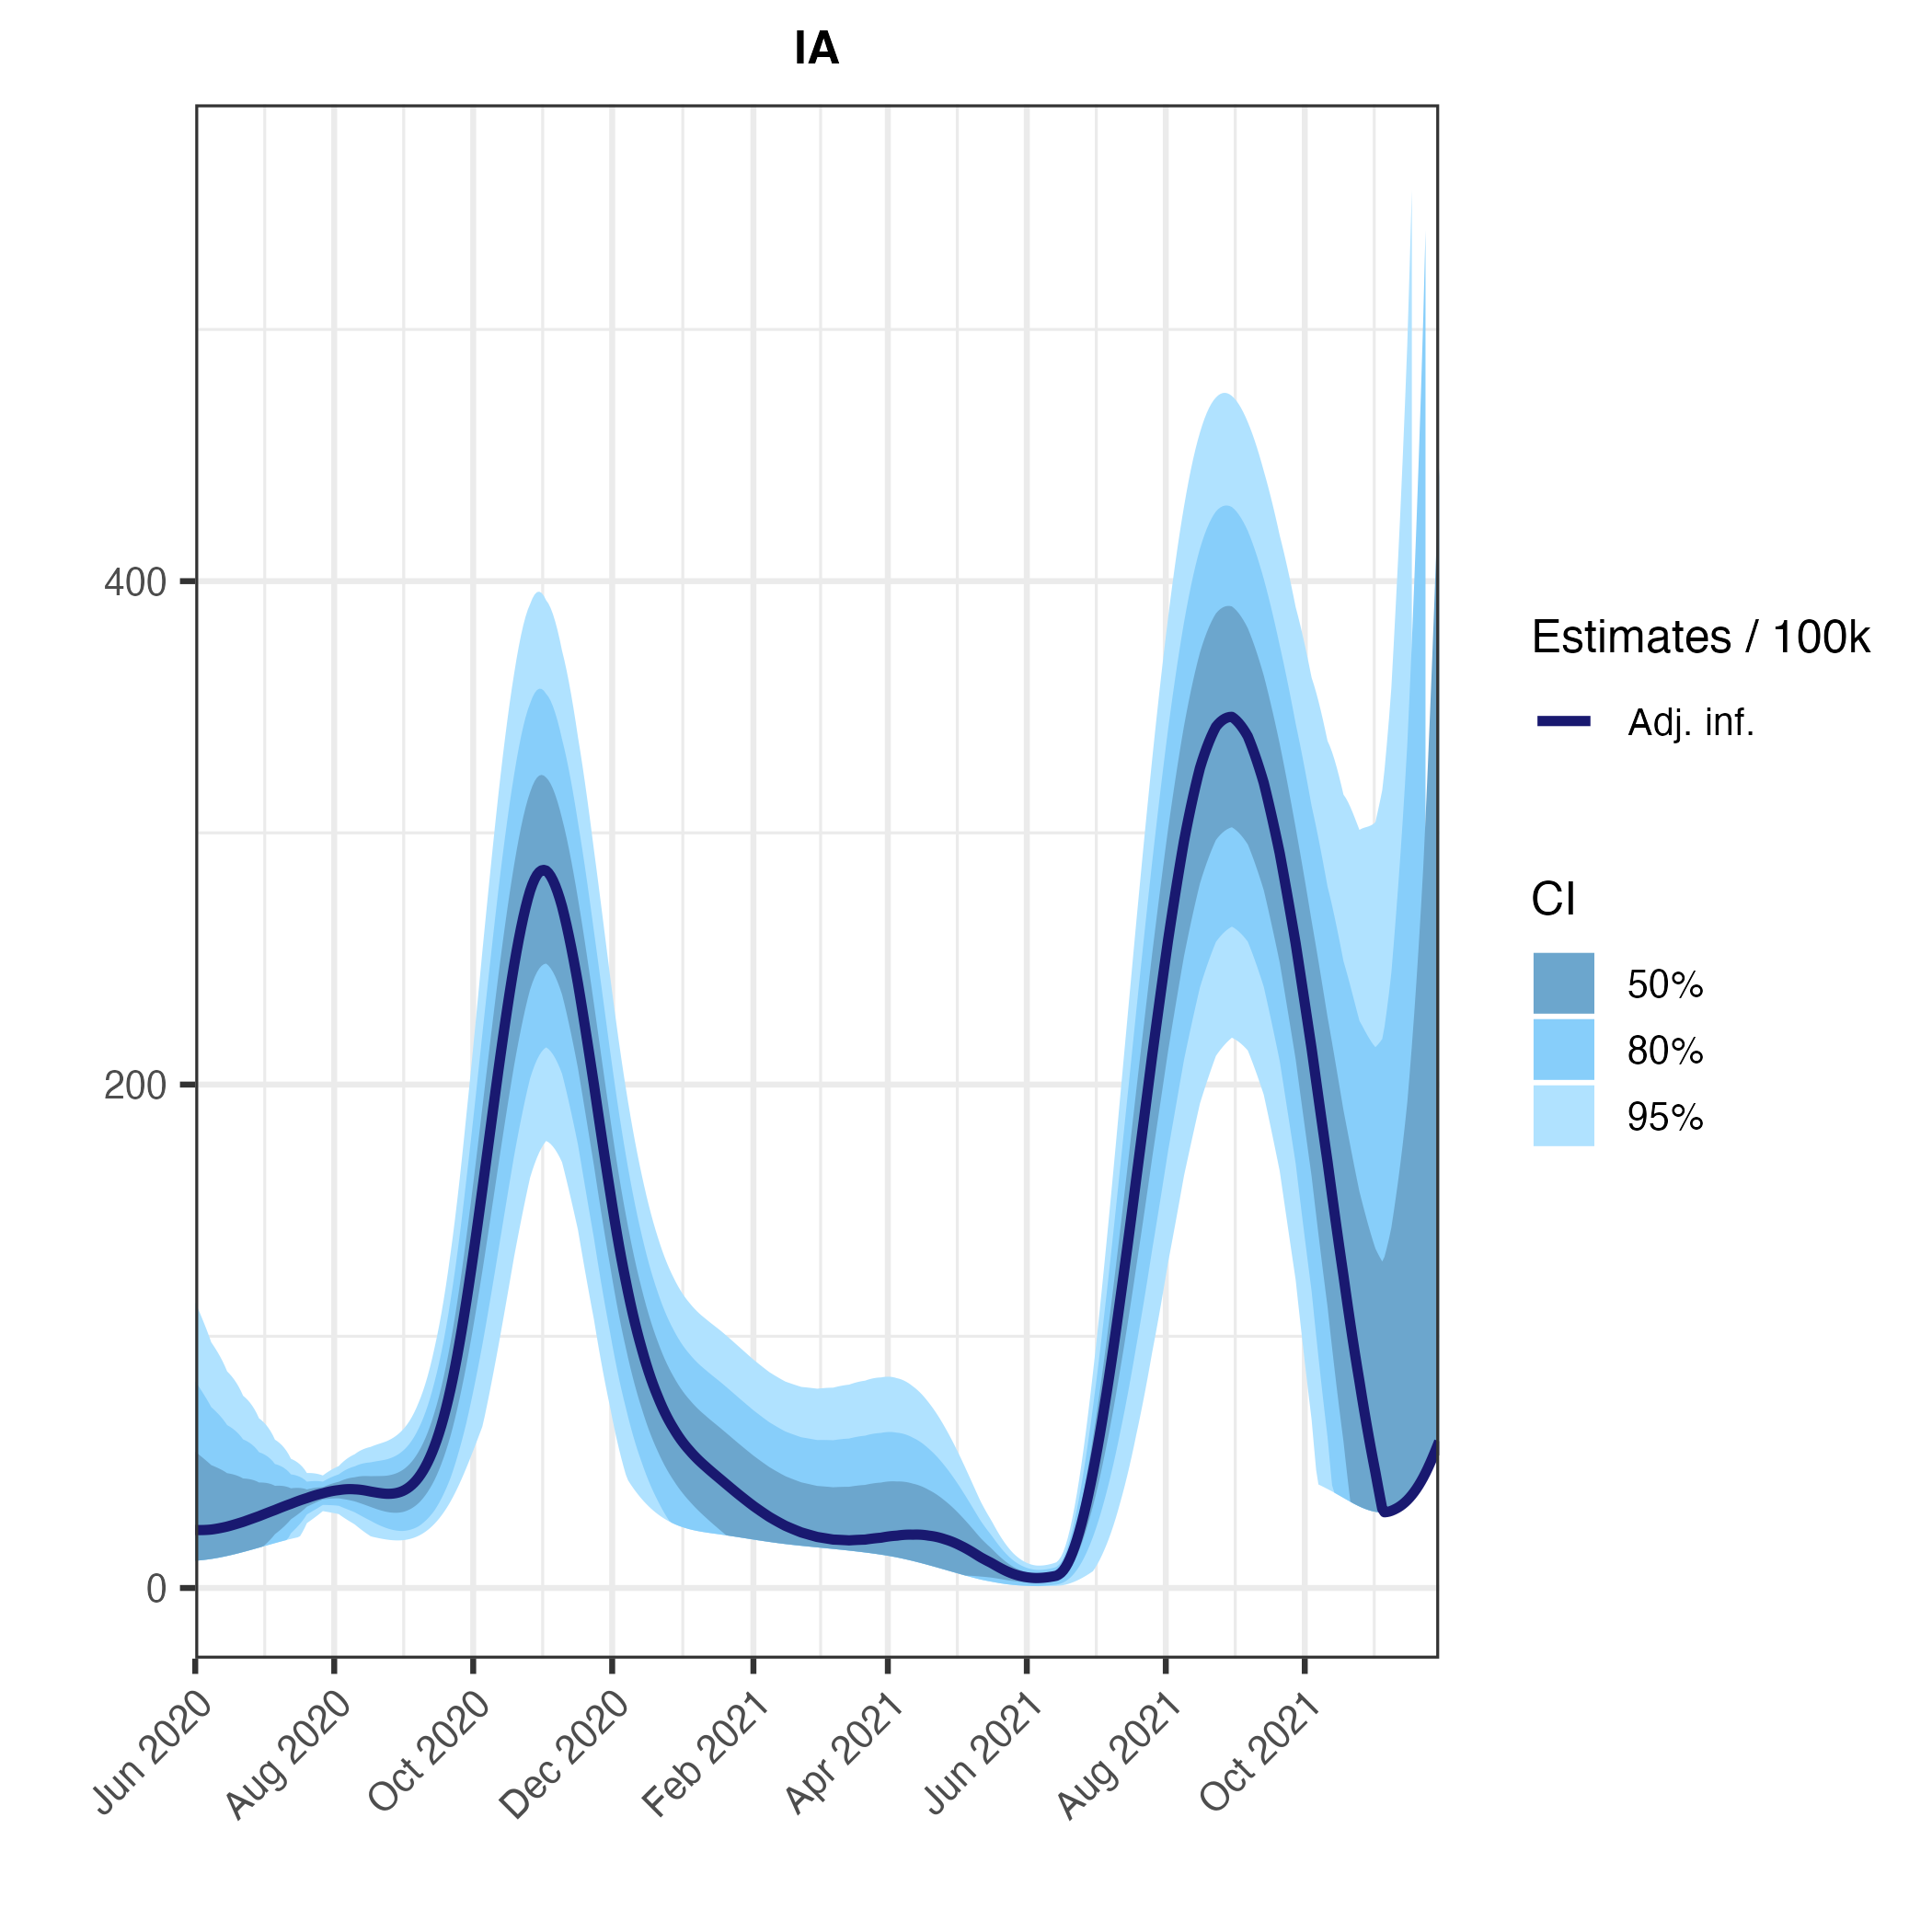 IA
400
200
0
Jun 2020
Aug 2020
Oct 2020
Dec 2020
Feb 2021
Apr 2021
Jun 2021
Aug 2021
Oct 2021
Estimates / 100k
Adj. inf.
CI
50%
80%
95%